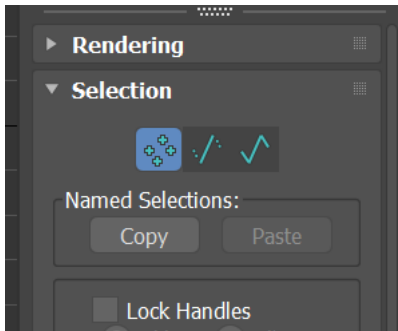 Rendering
Selection
Named Selections:
Copy Paste
Lock Handles